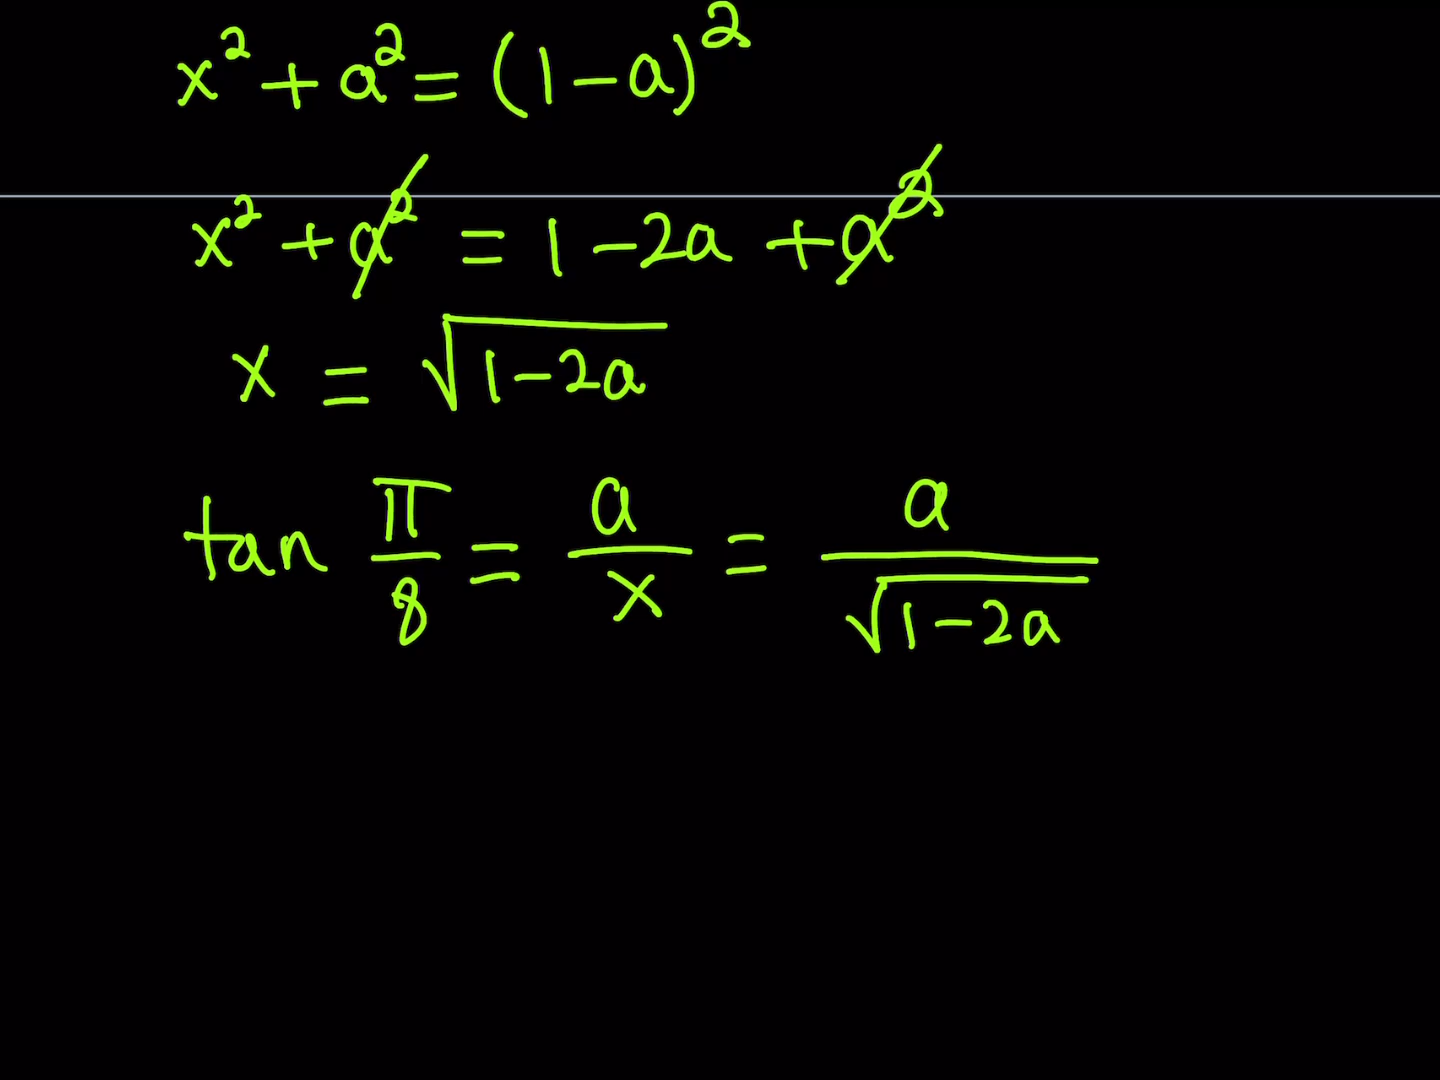 x² + a² = (1 - a)²
x² + a² = 1 - 2a + a²
x = √(1 - 2a)
tan π/8 = a/x = a/√(1 - 2a)